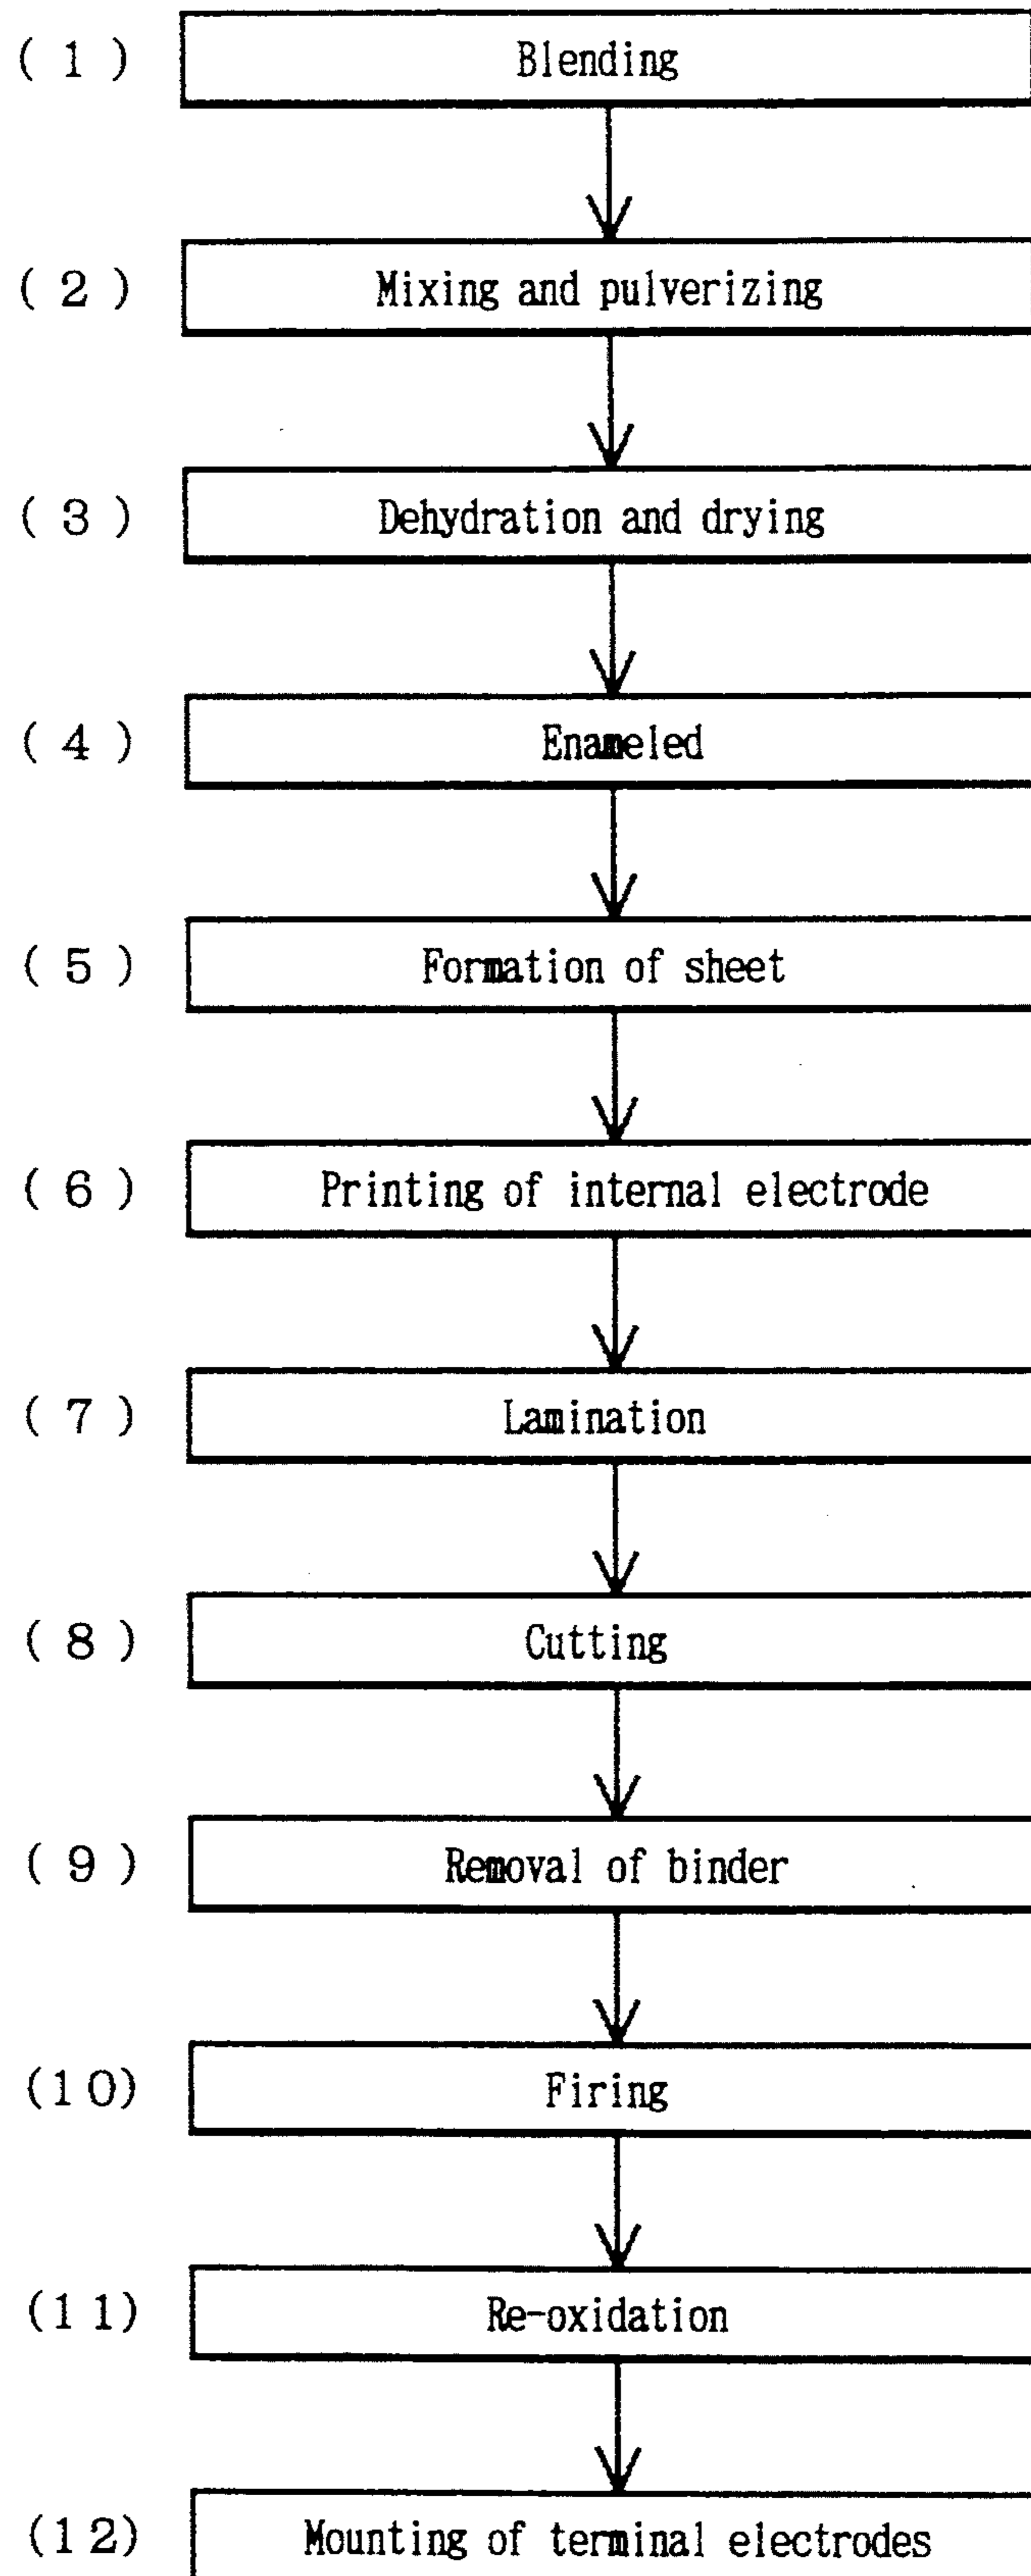 (1) Blending
(2) Mixing and pulverizing
(3) Dehydration and drying
(4) Enameled
(5) Formation of sheet
(6) Printing of internal electrode
(7) Lamination
(8) Cutting
(9) Removal of binder
(10) Firing
(11) Re-oxidation
(12) Mounting of terminal electrodes